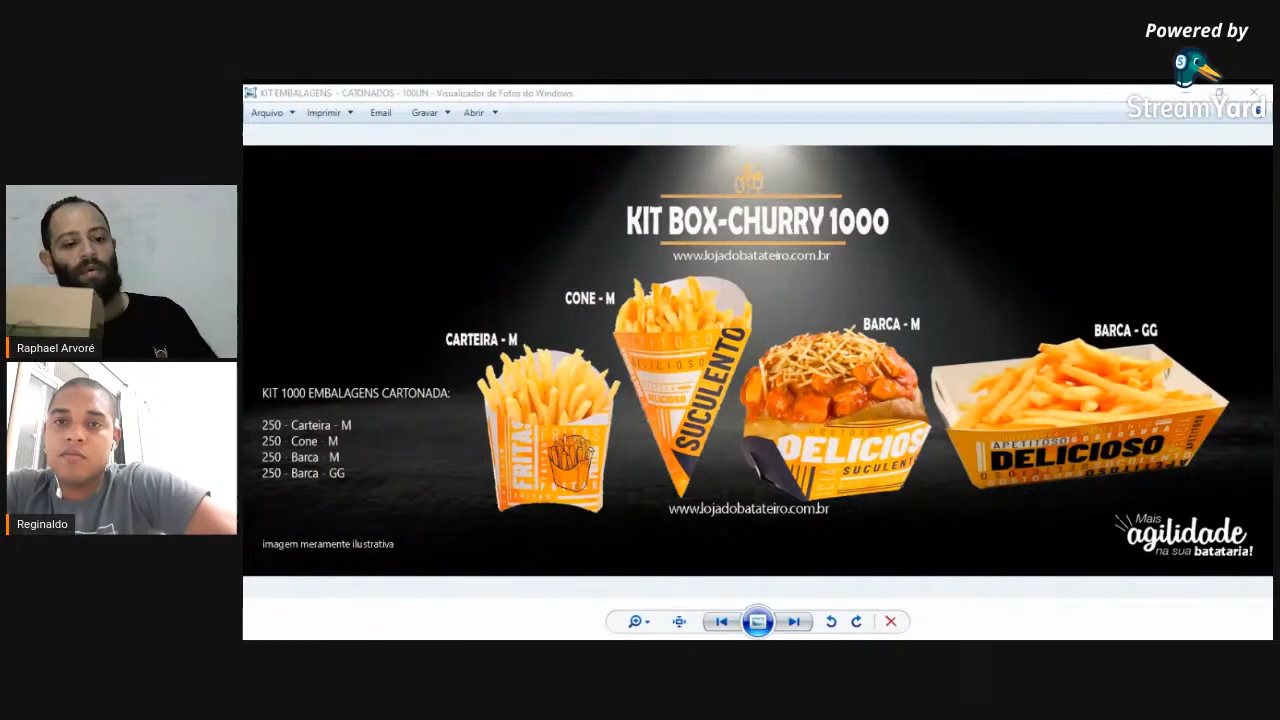 Powered by
StreamYard
KIT EMBALAGENS - CATONADOS - 100UN - Visualizador de Fotos do Windows
Arquivo Imprimir Email Gravar Abrir
KIT BOX-CHURRY 1000
www.lojadobatateiro.com.br
CARTEIRA - M
CONE - M
BARCA - M
BARCA - GG
KIT 1000 EMBALAGENS CARTONADA:
250 - Carteira - M
250 - Cone - M
250 - Barca - M
250 - Barca - GG
FRITAS
SUCULENTO
DELICIOSO
DELICIOS
SUCULENT
APETITOSO
DELICIOSO
www.lojadobatateiro.com.br
imagem meramente ilustrativa
Mais
agilidade
na sua batataria!
Raphael Arvoré
Reginaldo